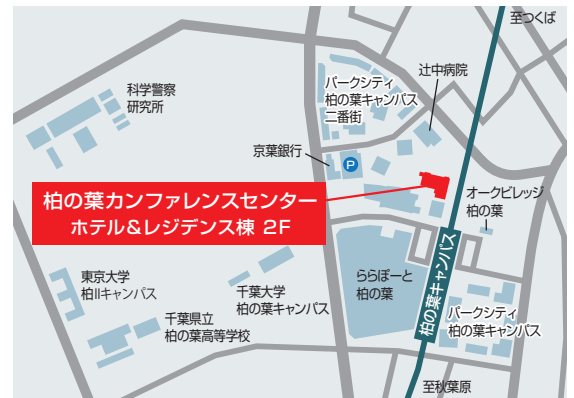 至つくば
辻中病院
パークシティ
柏の葉キャンパス
二番街
科学警察
研究所
京葉銀行
P
柏の葉カンファレンスセンター
ホテル&レジデンス棟 2F
オークビレッジ
柏の葉
柏の葉キャンパス
ららぽーと
柏の葉
東京大学
柏IIキャンパス
千葉大学
柏の葉キャンパス
千葉県立
柏の葉高等学校
パークシティ
柏の葉キャンパス
至秋葉原